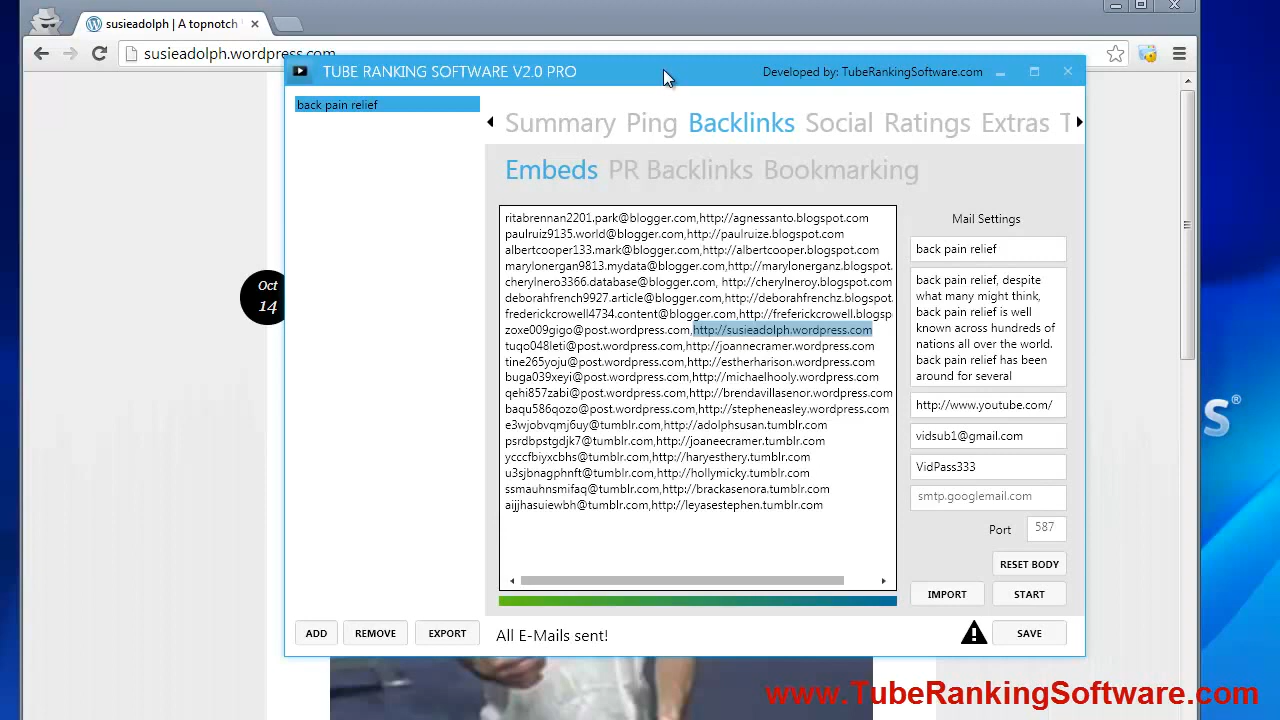 susieadolph | A topnotch
susieadolph.wordpress.com
TUBE RANKING SOFTWARE V2.0 PRO
Developed by: TubeRankingSoftware.com
back pain relief
Summary Ping Backlinks Social Ratings Extras T
Embeds PR Backlinks Bookmarking
Oct
14
ritabrennan2201.park@blogger.com,http://agnessanto.blogspot.com
paulruiz9135.world@blogger.com,http://paulruize.blogspot.com
albertcooper133.mark@blogger.com,http://albertcooper.blogspot.com
marylonergan9813.mydata@blogger.com,http://marylonerganz.blogspot.
cherylnero3366.database@blogger.com, http://cherylneroy.blogspot.com
deborahfrench9927.article@blogger.com,http://deborahfrenchz.blogspot.
frederickcrowell4734.content@blogger.com,http://freferickcrowell.blogsp
zoxe009gigo@post.wordpress.com,http://susieadolph.wordpress.com
tuqo048leti@post.wordpress.com,http://joannecramer.wordpress.com
tine265yoju@post.wordpress.com,http://estherharison.wordpress.com
buga039xeyi@post.wordpress.com,http://michaelhooly.wordpress.com
qehi857zabi@post.wordpress.com,http://brendavillasenor.wordpress.com
baqu586qozo@post.wordpress.com,http://stepheneasley.wordpress.com
e3wjobvqmj6uy@tumblr.com,http://adolphsusan.tumblr.com
psrdbpstgdjk7@tumblr.com,http://joaneecramer.tumblr.com
ycccfbiyxcbhs@tumblr.com,http://haryesthery.tumblr.com
u3sjbnagphnft@tumblr.com,http://hollymicky.tumblr.com
ssmauhnsmifaq@tumblr.com,http://brackasenora.tumblr.com
aijjhasuiewbh@tumblr.com,http://leyasestephen.tumblr.com
Mail Settings
back pain relief
back pain relief, despite
what many might think,
back pain relief is well
known across hundreds of
nations all over the world.
back pain relief has been
around for several
http://www.youtube.com/
vidsub1@gmail.com
VidPass333
smtp.googlemail.com
Port 587
RESET BODY
IMPORT START
ADD REMOVE EXPORT
All E-Mails sent!
SAVE
S®
www.TubeRankingSoftware.com